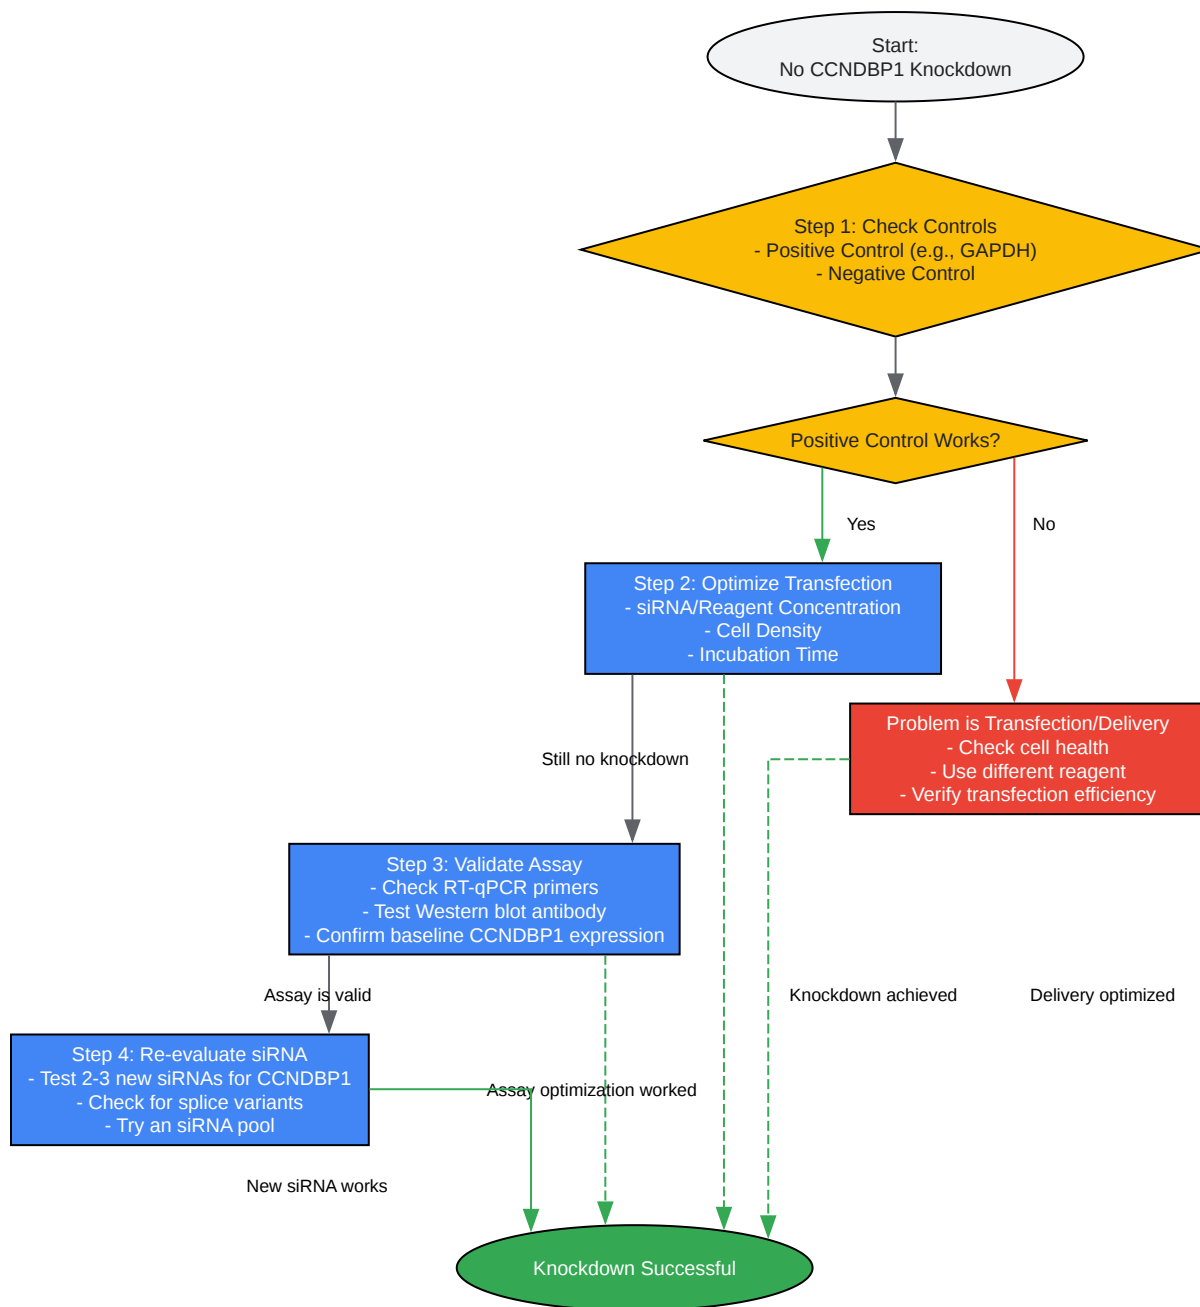 Start:
No CCNDBP1 Knockdown
Step 1: Check Controls
- Positive Control (e.g., GAPDH)
- Negative Control
Positive Control Works?
Yes
No
Step 2: Optimize Transfection
- siRNA/Reagent Concentration
- Cell Density
- Incubation Time
Problem is Transfection/Delivery
- Check cell health
- Use different reagent
- Verify transfection efficiency
Still no knockdown
Step 3: Validate Assay
- Check RT-qPCR primers
- Test Western blot antibody
- Confirm baseline CCNDBP1 expression
Assay is valid
Knockdown achieved
Delivery optimized
Step 4: Re-evaluate siRNA
- Test 2-3 new siRNAs for CCNDBP1
- Check for splice variants
- Try an siRNA pool
Assay optimization worked
New siRNA works
Knockdown Successful